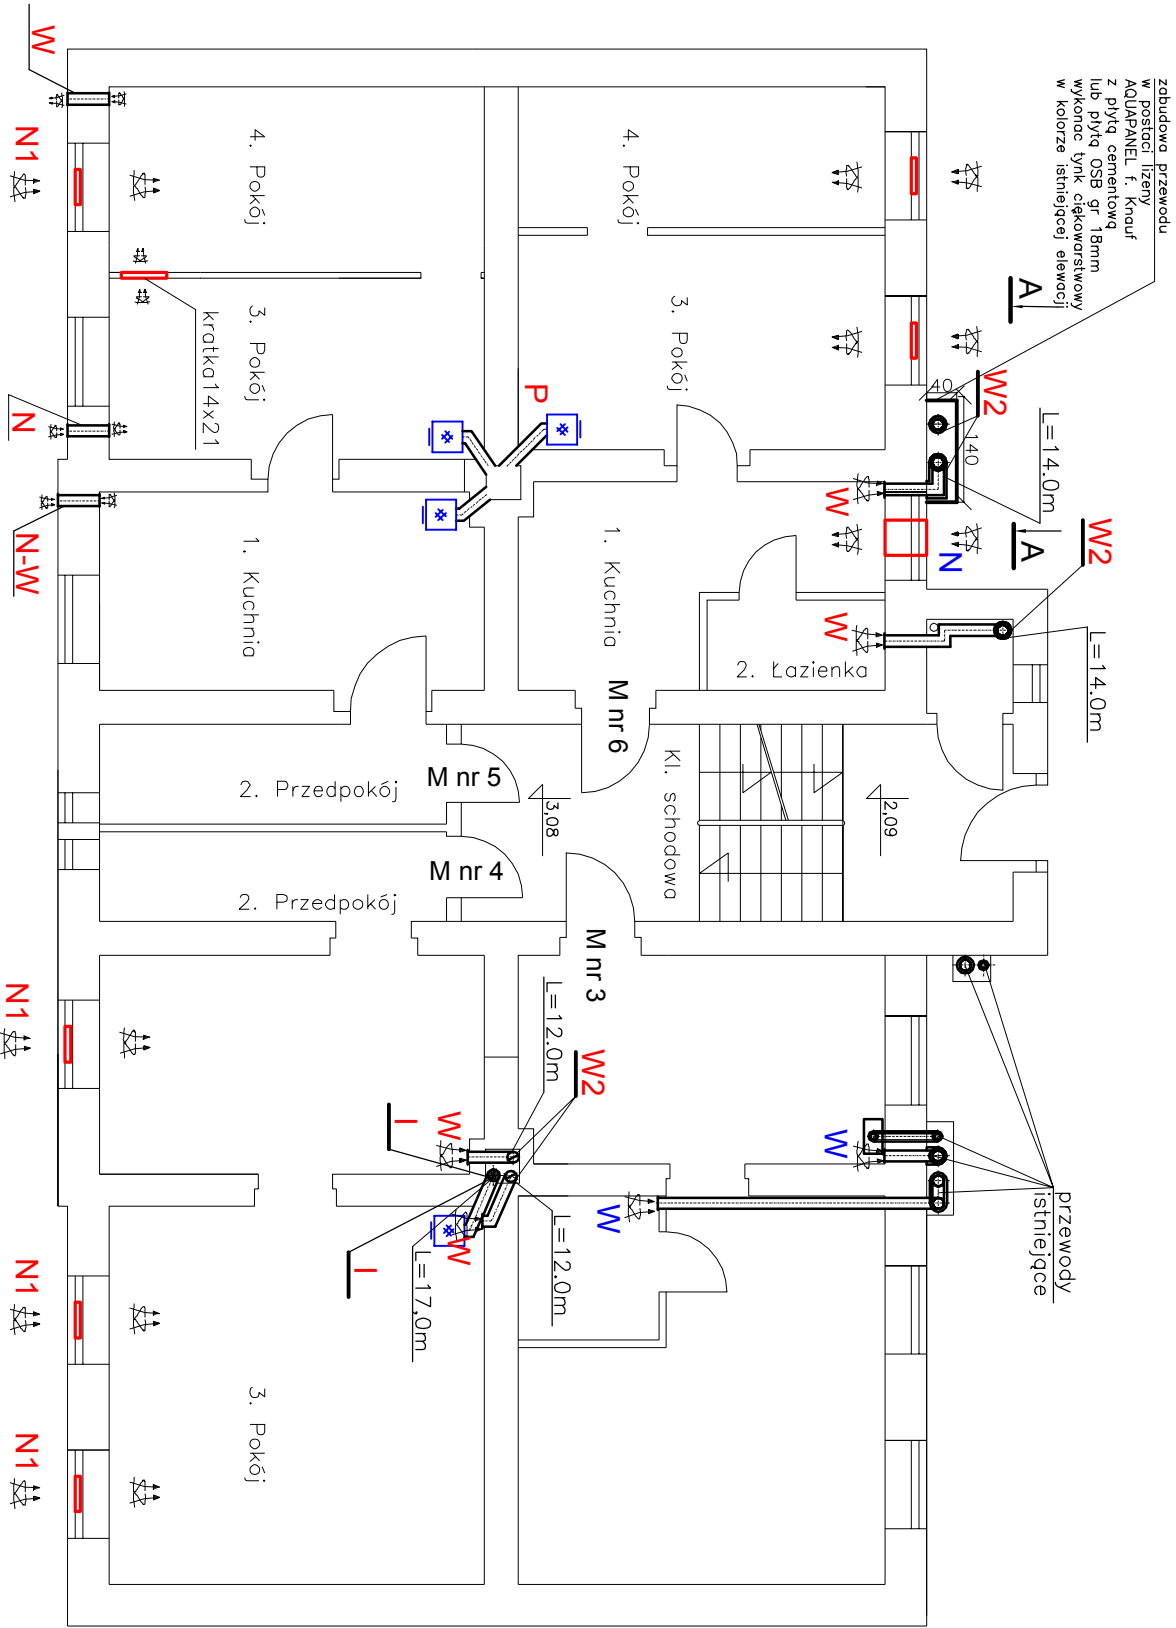 zabudowa przewodu
w postaci lizeny
AQUAPANEL f. Knauf
z płytą cementową
lub płytą OSB gr 18mm
wykonac tynk ciękowarstwowy
w kolorze istniejącej elewacji
W
N1
4. Pokój
4. Pokój
A
3. Pokój
3. Pokój
kratka14x21
P
W2
40
140
L=14.0m
N
W
A
W2
N
N-W
1. Kuchnia
1. Kuchnia
W
2. Łazienka
L=14.0m
M nr 6
2. Przedpokój
M nr 5
3,08
Kl. schodowa
2,09
2. Przedpokój
M nr 4
M nr 3
N1
L=12.0m
W2
W
I
W
W
W
przewody
istniejące
L=12.0m
L=17,0m
I
N1
3. Pokój
N1